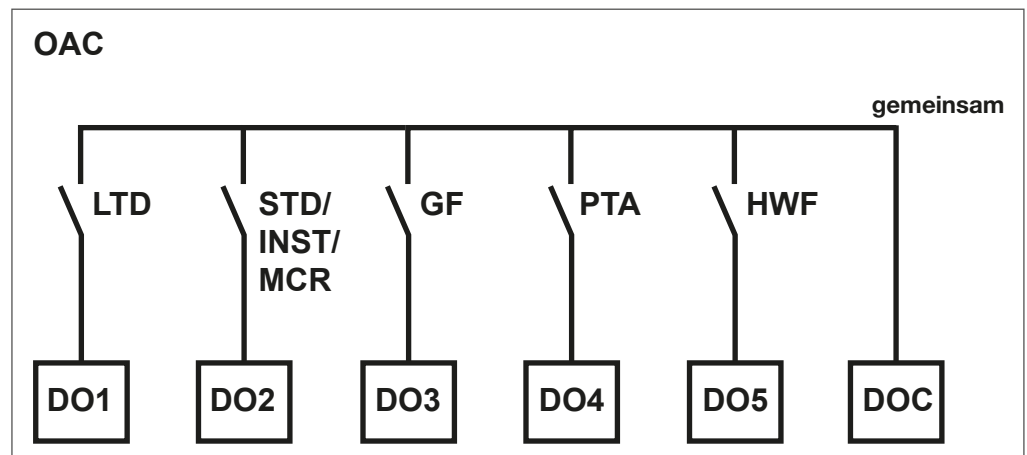 OAC
gemeinsam
LTD
STD/
INST/
MCR
GF
PTA
HWF
DO1
DO2
DO3
DO4
DO5
DOC